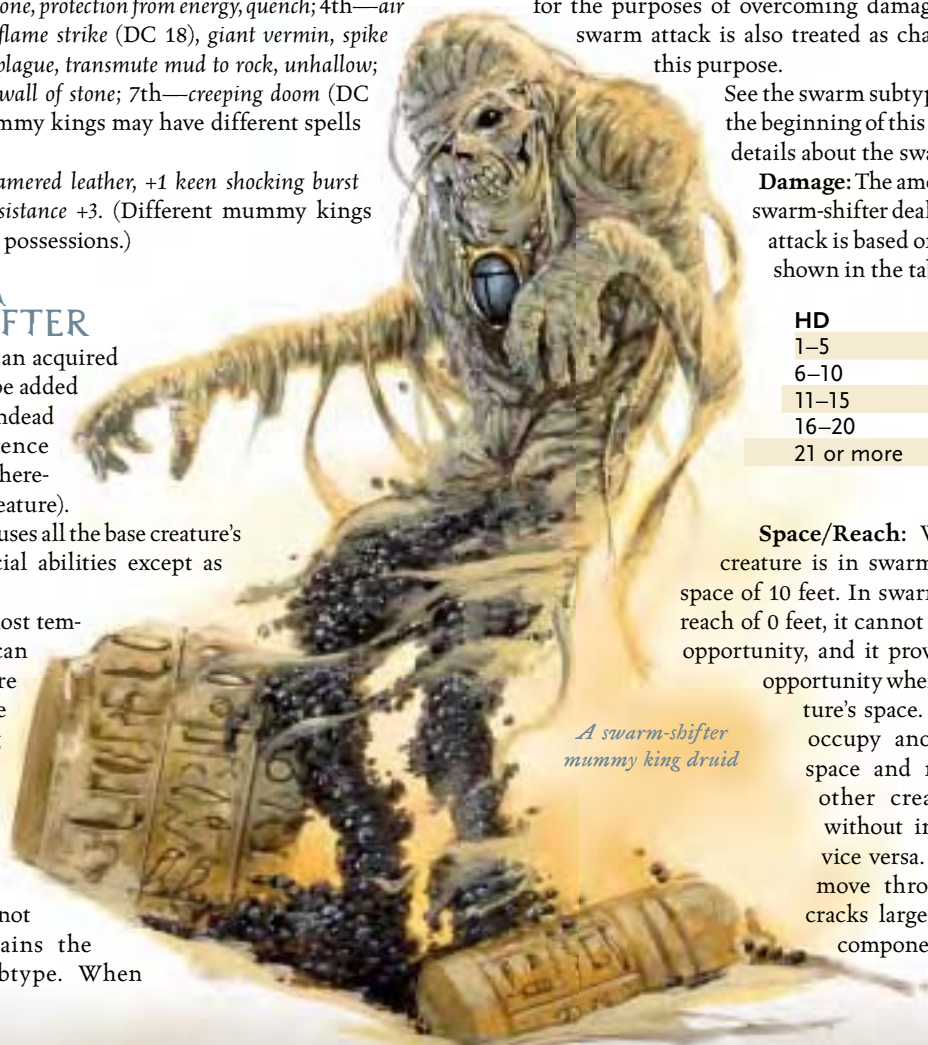 one, protection from energy, quench; 4th—air
flame strike (DC 18), giant vermin, spike
plague, transmute mud to rock, unhallow;
wall of stone; 7th—creeping doom (DC
mmy kings may have different spells
amered leather, +1 keen shocking burst
sistance +3. (Different mummy kings
possessions.)
FTER
an acquired
be added
ndead
ence
here-
eature).
uses all the base creature's
cial abilities except as
ost tem-
can
re
e
not
ains the
btype. When
for the purposes of overcoming damag
swarm attack is also treated as cha
this purpose.
See the swarm subtyp
the beginning of this
details about the swa
Damage: The amo
swarm-shifter deal
attack is based o
shown in the tab
HD
1–5
6–10
11–15
16–20
21 or more
Space/Reach: W
creature is in swarm
space of 10 feet. In swarm
reach of 0 feet, it cannot
opportunity, and it prov
opportunity whe
ture's space.
occupy ano
space and
other crea
without in
vice versa.
move thro
cracks large
compone
A swarm-shifter
mummy king druid